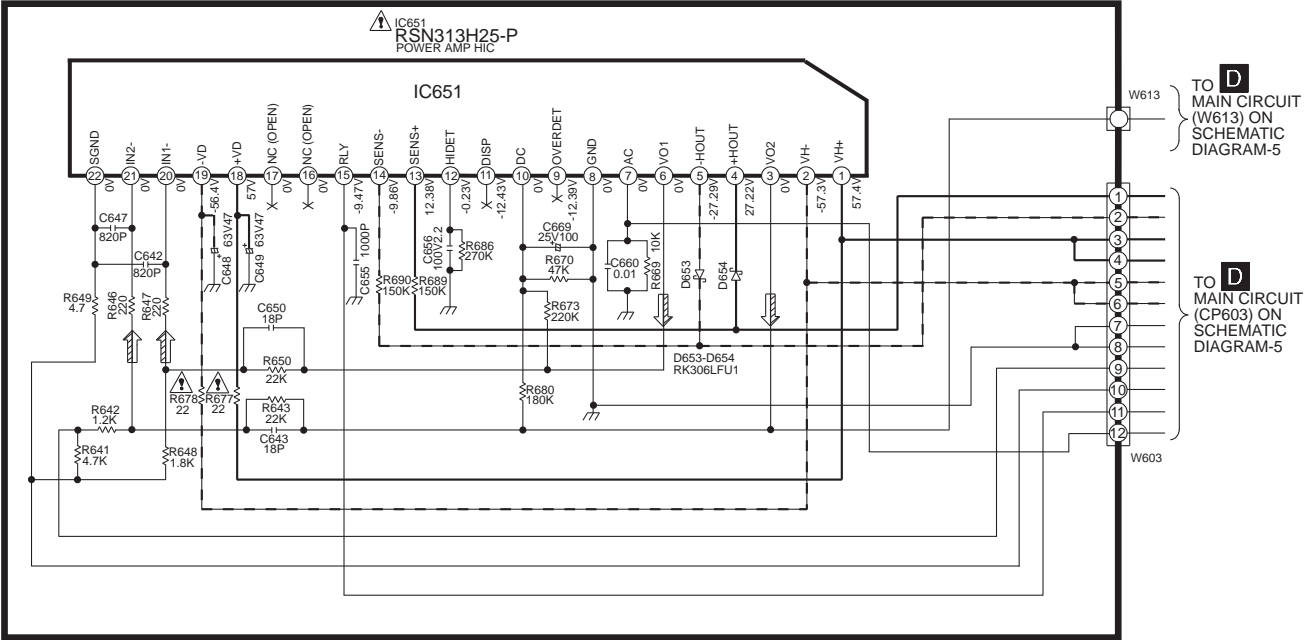 IC651
RSN313H25-P
POWER AMP HIC
IC651
SGND
IN2-
IN1-
-VD
+VD
NC (OPEN)
NC (OPEN)
RLY
SENS-
SENS+
HIDET
DISP
DC
OVERDET
GND
AC
VO1
-HOUT
+HOUT
VO2
VH-
VH+
22 21 20 19 18 17 16 15 14 13 12 11 10 9 8 7 6 5 4 3 2 1
0V
0V
0V
-56.4V
57V
0V
0V
-9.47V
-9.86V
12.38V
-0.23V
-12.43V
0V
-12.39V
0V
0V
0V
-27.29V
27.22V
0V
-57.3V
57.4V
C647
820P
C642
820P
C648 63V47
C649 63V47
C655 1000P
R690
150K
R689
150K
C656
100V2.2
R686
270K
C669
25V100
R670
47K
R673
220K
C660
0.01
R669 10K
D653
D654
D653-D654
RK306LFU1
R649
4.7
R646
220
R647
220
C650
18P
R650
22K
R678
22
R677
22
R643
22K
C643
18P
R680
180K
R642
1.2K
R641
4.7K
R648
1.8K
W613
TO D
MAIN CIRCUIT
(W613) ON
SCHEMATIC
DIAGRAM-5
1
2
3
4
5
6
7
8
9
10
11
12
W603
TO D
MAIN CIRCUIT
(CP603) ON
SCHEMATIC
DIAGRAM-5